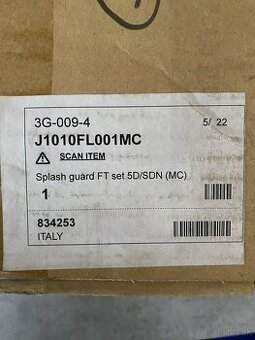 3G-009-4 5/ 22
J1010FL001MC
SCAN ITEM
Splash guard FT set 5D/SDN (MC)
1
834253
ITALY